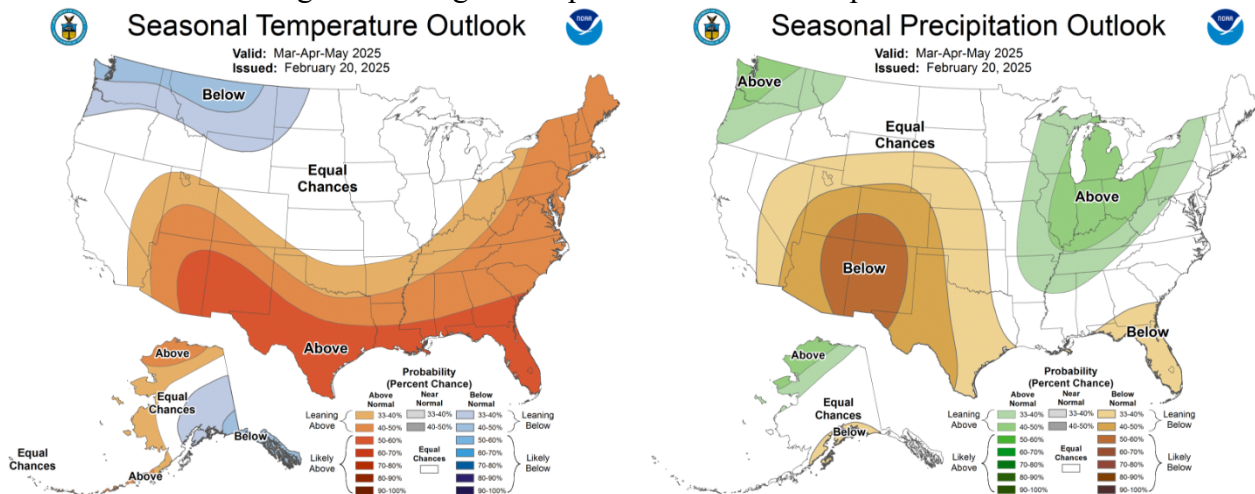 Seasonal Temperature Outlook
NOAA
Valid: Mar-Apr-May 2025
Issued: February 20, 2025
Below
Equal
Chances
Above
Above
Equal
Chances
Below
Equal
Chances
Above
Probability
(Percent Chance)
Above
Normal
Near
Normal
Below
Normal
Leaning
Above
33-40%
33-40%
33-40%
Leaning
Below
40-50%
40-50%
40-50%
Likely
Above
50-60%
Equal
Chances
50-60%
Likely
Below
60-70%
60-70%
70-80%
70-80%
80-90%
80-90%
90-100%
90-100%
Seasonal Precipitation Outlook
NOAA
Valid: Mar-Apr-May 2025
Issued: February 20, 2025
Above
Equal
Chances
Above
Below
Below
Above
Equal
Chances
Below
Probability
(Percent Chance)
Above
Normal
Near
Normal
Below
Normal
Leaning
Above
33-40%
33-40%
33-40%
Leaning
Below
40-50%
40-50%
40-50%
Likely
Above
50-60%
Equal
Chances
50-60%
Likely
Below
60-70%
60-70%
70-80%
70-80%
80-90%
80-90%
90-100%
90-100%